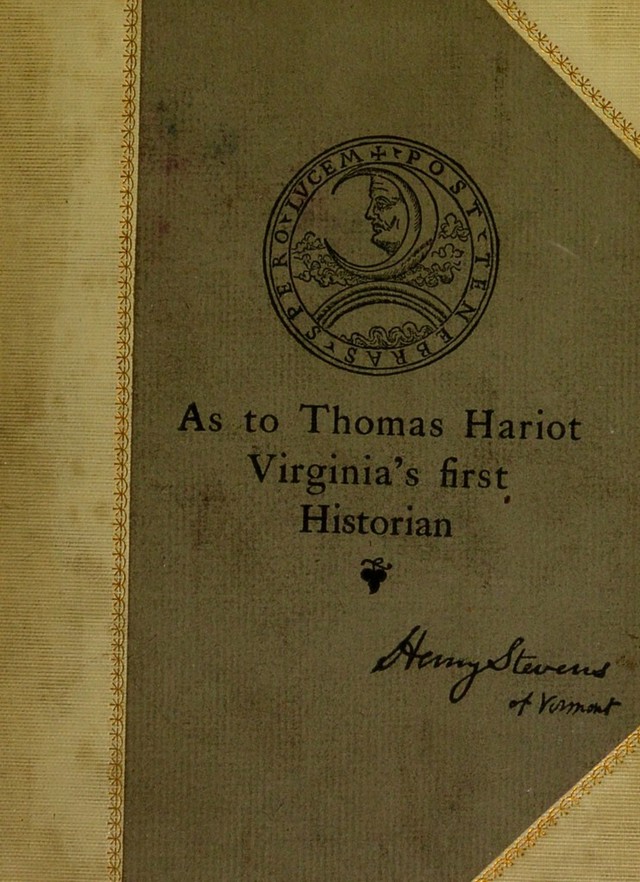 POST TENEBRAS SPERO LVCEM
As to Thomas Hariot
Virginia's first
Historian
Henry Stevens
of Vermont